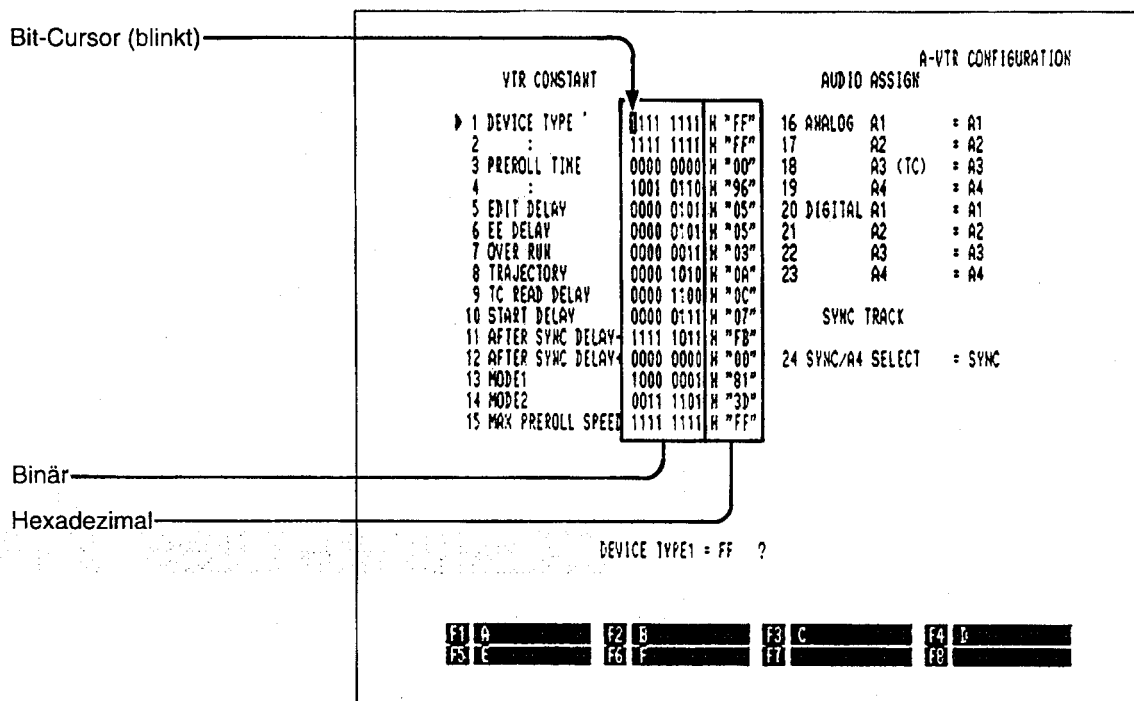 Bit-Cursor (blinkt)
A-VTR CONFIGURATION
VTR CONSTANT
AUDIO ASSIGN
1 DEVICE TYPE 1111 1111 H "FF"
2 : 1111 1111 H "FF"
3 PREROLL TIME 0000 0000 H "00"
4 : 1001 0110 H "96"
5 EDIT DELAY 0000 0101 H "05"
6 EE DELAY 0000 0101 H "05"
7 OVER RUN 0000 0011 H "03"
8 TRAJECTORY 0000 1010 H "0A"
9 TC READ DELAY 0000 1100 H "0C"
10 START DELAY 0000 0111 H "07"
11 AFTER SYNC DELAY- 1111 1011 H "FB"
12 AFTER SYNC DELAY+ 0000 0000 H "00"
13 MODE1 1000 0001 H "81"
14 MODE2 0011 1101 H "3D"
15 MAX PREROLL SPEED 1111 1111 H "FF"
16 ANALOG A1 = A1
17 A2 = A2
18 A3 (TC) = A3
19 A4 = A4
20 DIGITAL A1 = A1
21 A2 = A2
22 A3 = A3
23 A4 = A4
SYNC TRACK
24 SYNC/A4 SELECT = SYNC
Binär
Hexadezimal
DEVICE TYPE1 = FF ?
F1 A F2 B F3 C F4 D
F5 E F6 F F7 F8